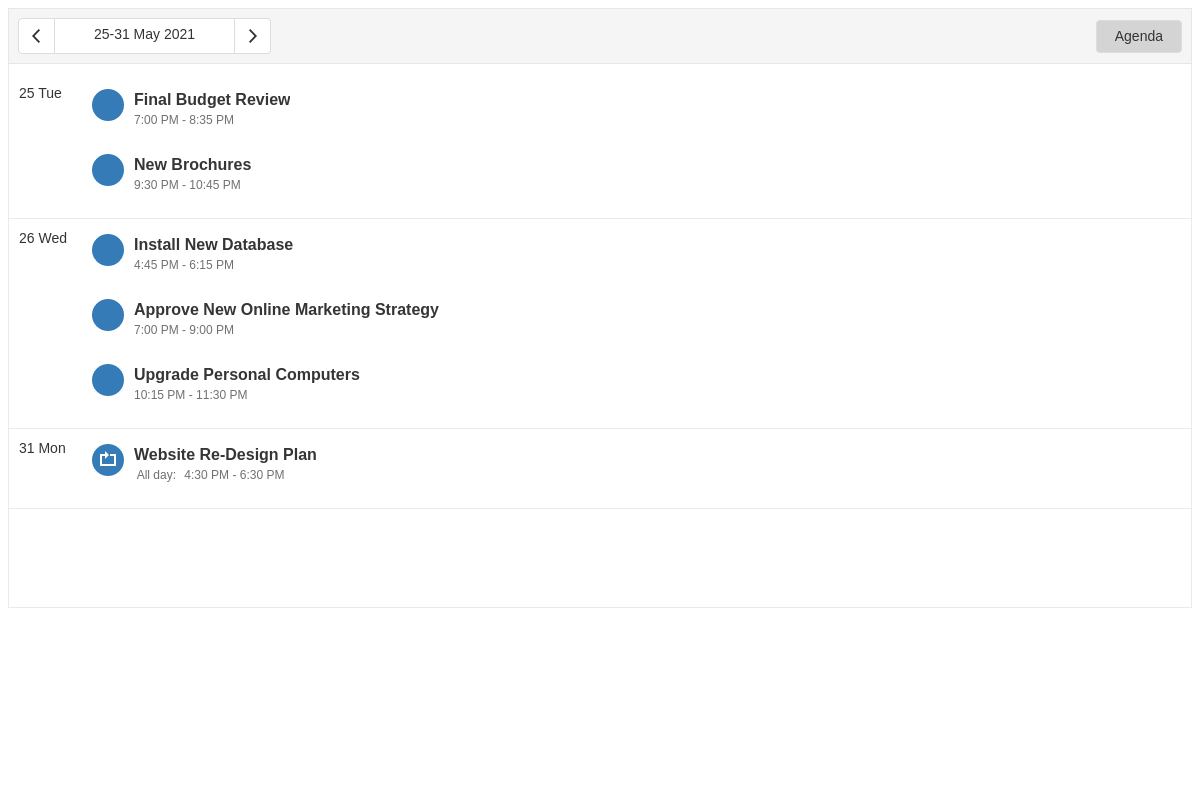 25-31 May 2021
Agenda
25 Tue
Final Budget Review
7:00 PM - 8:35 PM
New Brochures
9:30 PM - 10:45 PM
26 Wed
Install New Database
4:45 PM - 6:15 PM
Approve New Online Marketing Strategy
7:00 PM - 9:00 PM
Upgrade Personal Computers
10:15 PM - 11:30 PM
31 Mon
Website Re-Design Plan
All day: 4:30 PM - 6:30 PM